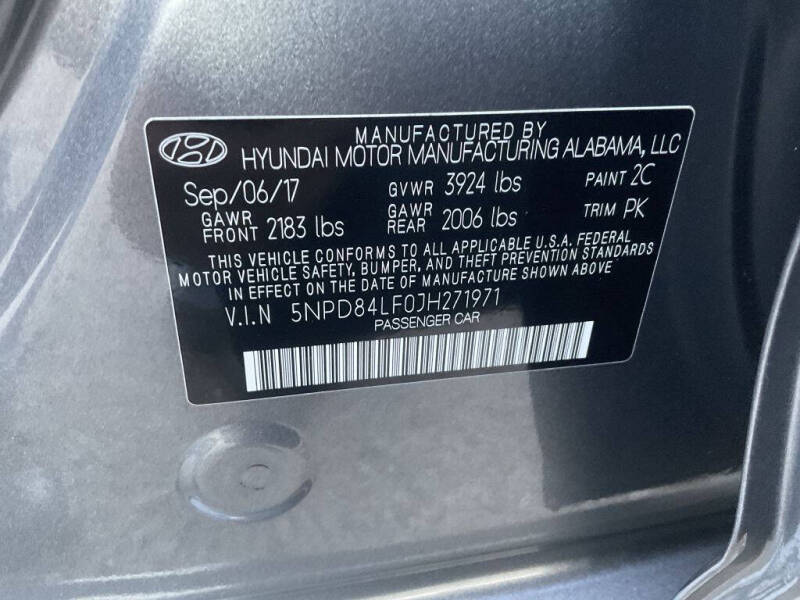 MANUFACTURED BY
HYUNDAI MOTOR MANUFACTURING ALABAMA, LLC
Sep/06/17 GVWR 3924 lbs PAINT 2C
GAWR FRONT 2183 lbs GAWR REAR 2006 lbs TRIM PK
THIS VEHICLE CONFORMS TO ALL APPLICABLE U.S.A. FEDERAL
MOTOR VEHICLE SAFETY, BUMPER, AND THEFT PREVENTION STANDARDS
IN EFFECT ON THE DATE OF MANUFACTURE SHOWN ABOVE
V.I.N 5NPD84LF0JH271971
PASSENGER CAR